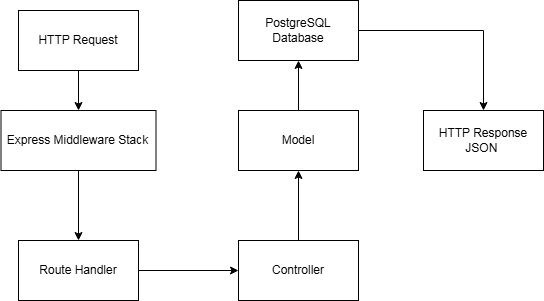 HTTP Request
Express Middleware Stack
Route Handler
Controller
Model
PostgreSQL
Database
HTTP Response
JSON